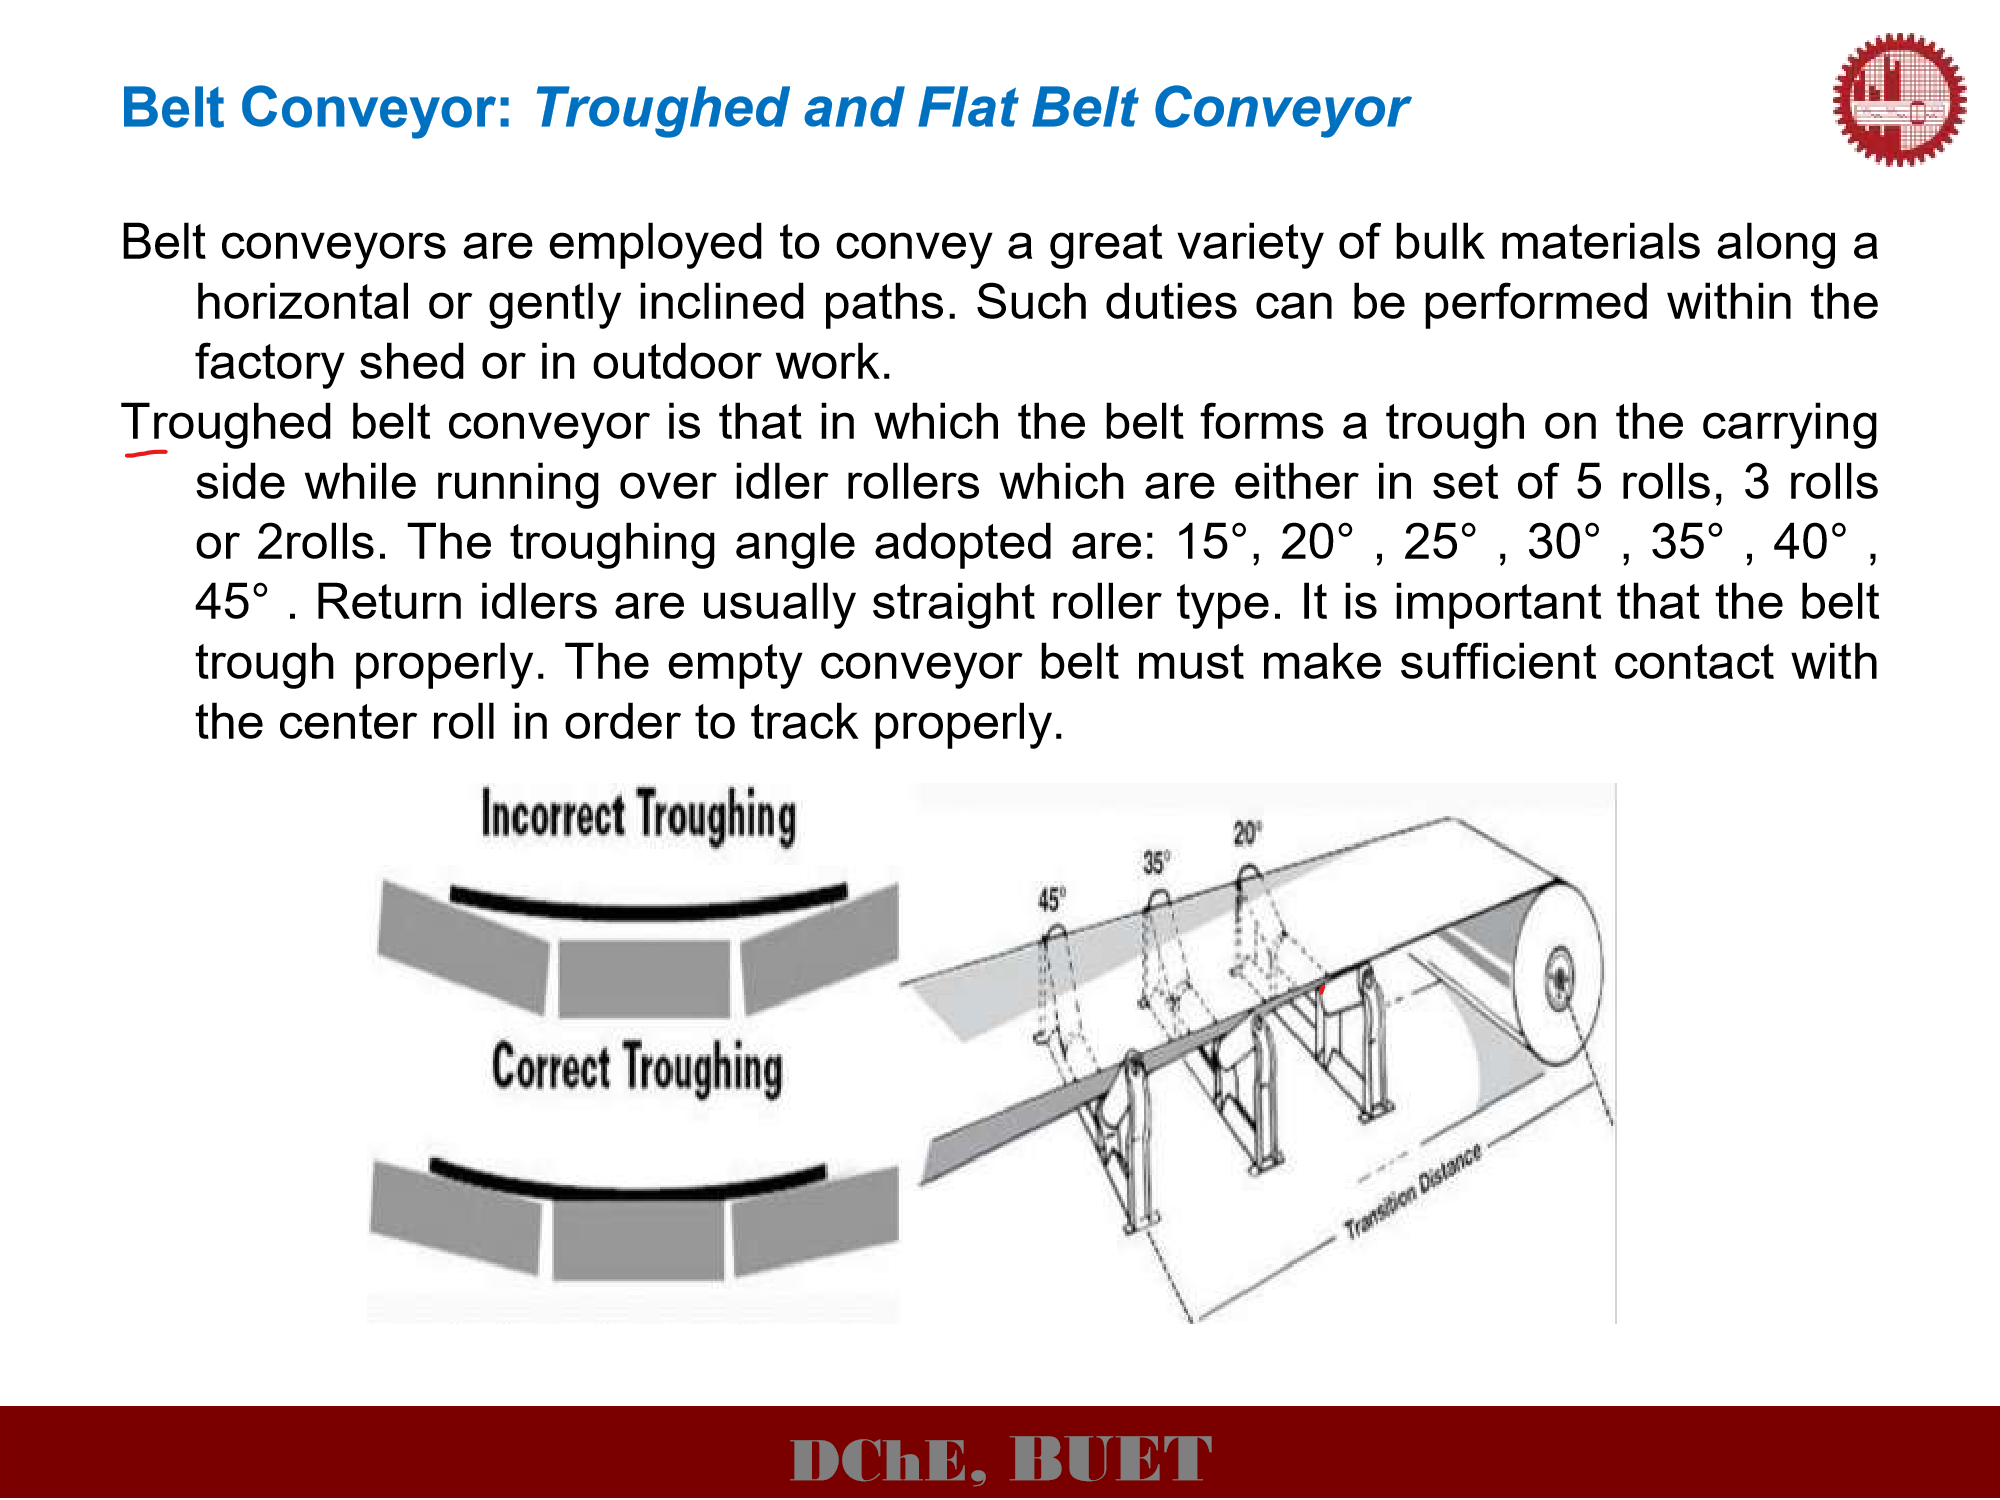 Belt Conveyor: Troughed and Flat Belt Conveyor
Belt conveyors are employed to convey a great variety of bulk materials along a
horizontal or gently inclined paths. Such duties can be performed within the
factory shed or in outdoor work.
Troughed belt conveyor is that in which the belt forms a trough on the carrying
side while running over idler rollers which are either in set of 5 rolls, 3 rolls
or 2rolls. The troughing angle adopted are: 15°, 20° , 25° , 30° , 35° , 40° ,
45° . Return idlers are usually straight roller type. It is important that the belt
trough properly. The empty conveyor belt must make sufficient contact with
the center roll in order to track properly.
Incorrect Troughing
Correct Troughing
45°
35°
20°
Transition Distance
DChE, BUET